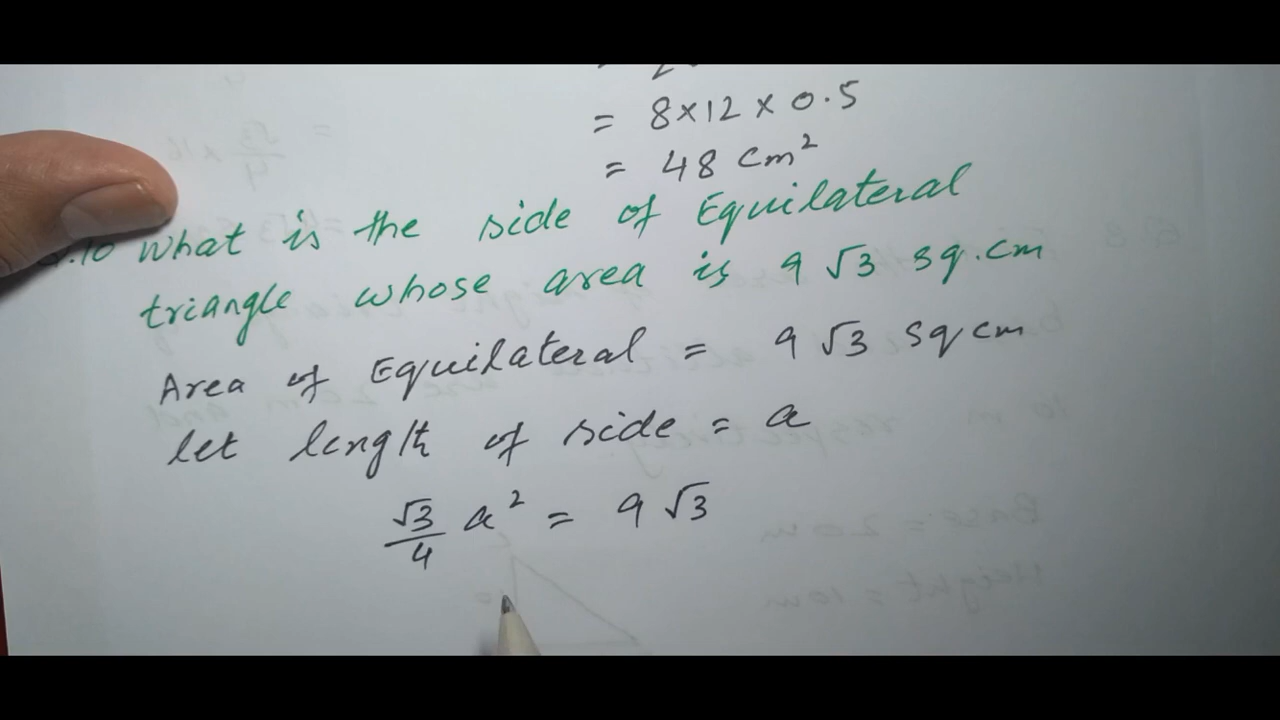 = 8×12 × 0.5
= 48 cm²
.10 What is the side of Equilateral
triangle whose area is 9 √3 sq.cm
Area of Equilateral = 9 √3 sq cm
let length of side = a
√3/4 a² = 9 √3